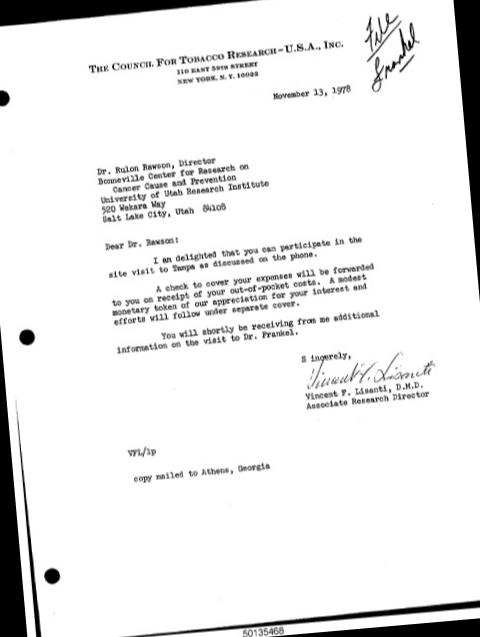 THE COUNCIL FOR TOBACCO RESEARCH-U.S.A., INC.
110 EAST 59TH STREET
NEW YORK, N. Y. 10022
File
Frankel
November 13, 1978
Dr. Rulon Rawson, Director
Bonneville Center for Research on
Cancer Cause and Prevention
University of Utah Research Institute
520 Wakara Way
Salt Lake City, Utah 84108
Dear Dr. Rawson:
I am delighted that you can participate in the
site visit to Tampa as discussed on the phone.
A check to cover your expenses will be forwarded
to you on receipt of your out-of-pocket costs. A modest
monetary token of our appreciation for your interest and
efforts will follow under separate cover.
You will shortly be receiving from me additional
information on the visit to Dr. Frankel.
S incerely,
Vincent F. Lisanti
Vincent F. Lisanti, D.M.D.
Associate Research Director
VFL/lp
copy mailed to Athens, Georgia
50135468